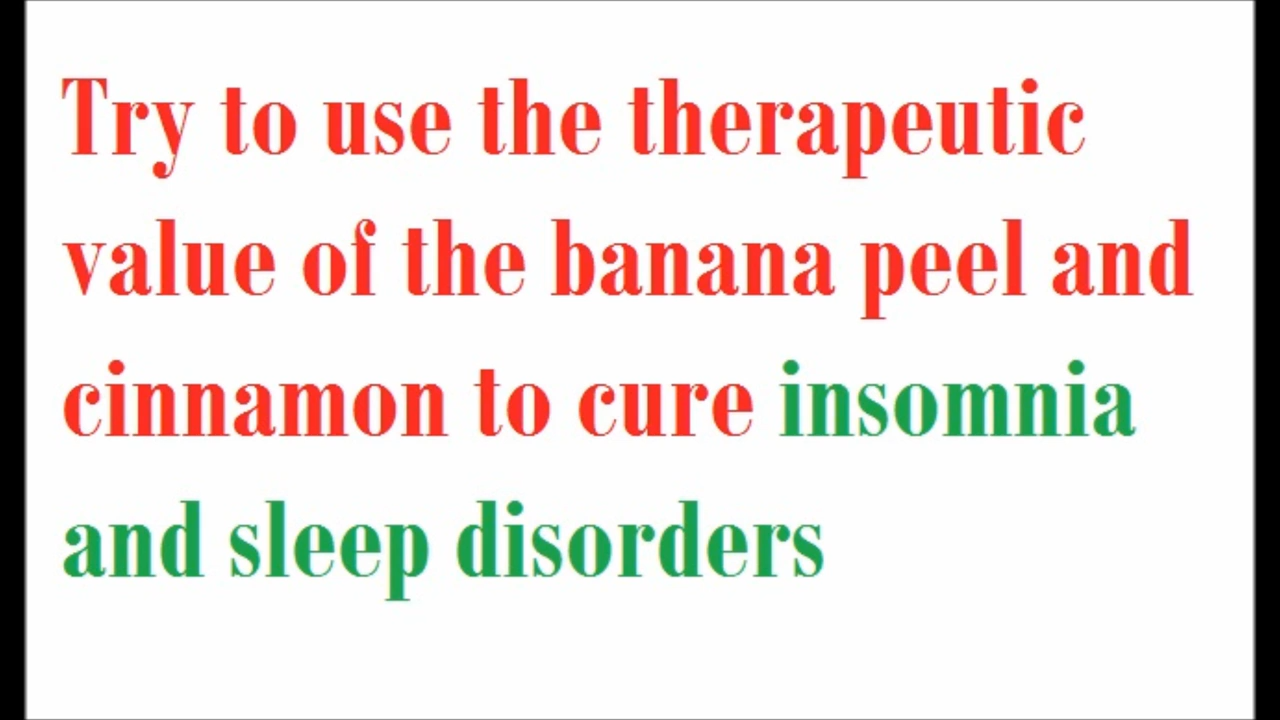 Try to use the therapeutic
value of the banana peel and
cinnamon to cure insomnia
and sleep disorders